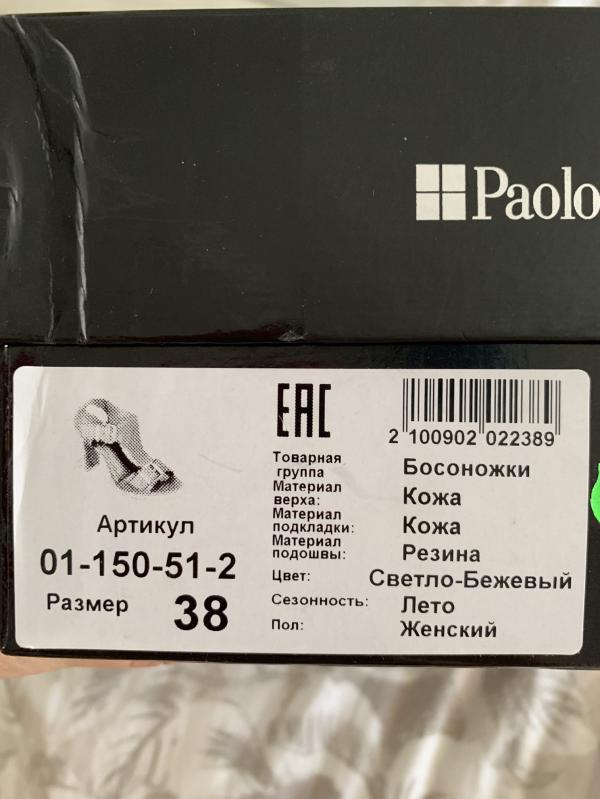 Paolo
EAC
2 100902 022389
Товарная
группа
Босоножки
Материал
верха:
Кожа
Материал
подкладки:
Кожа
Материал
подошвы:
Резина
Цвет:
Светло-Бежевый
Сезонность:
Лето
Пол:
Женский
Артикул
01-150-51-2
Размер
38